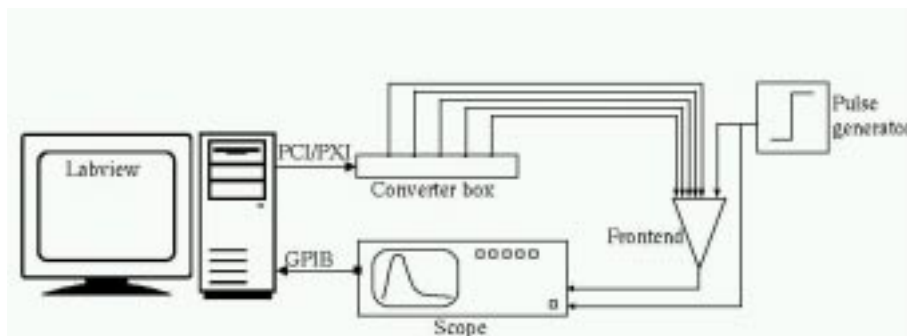 Labview
PCI/PXI
Converter box
Pulse
generator
Frontend
GPIB
Scope